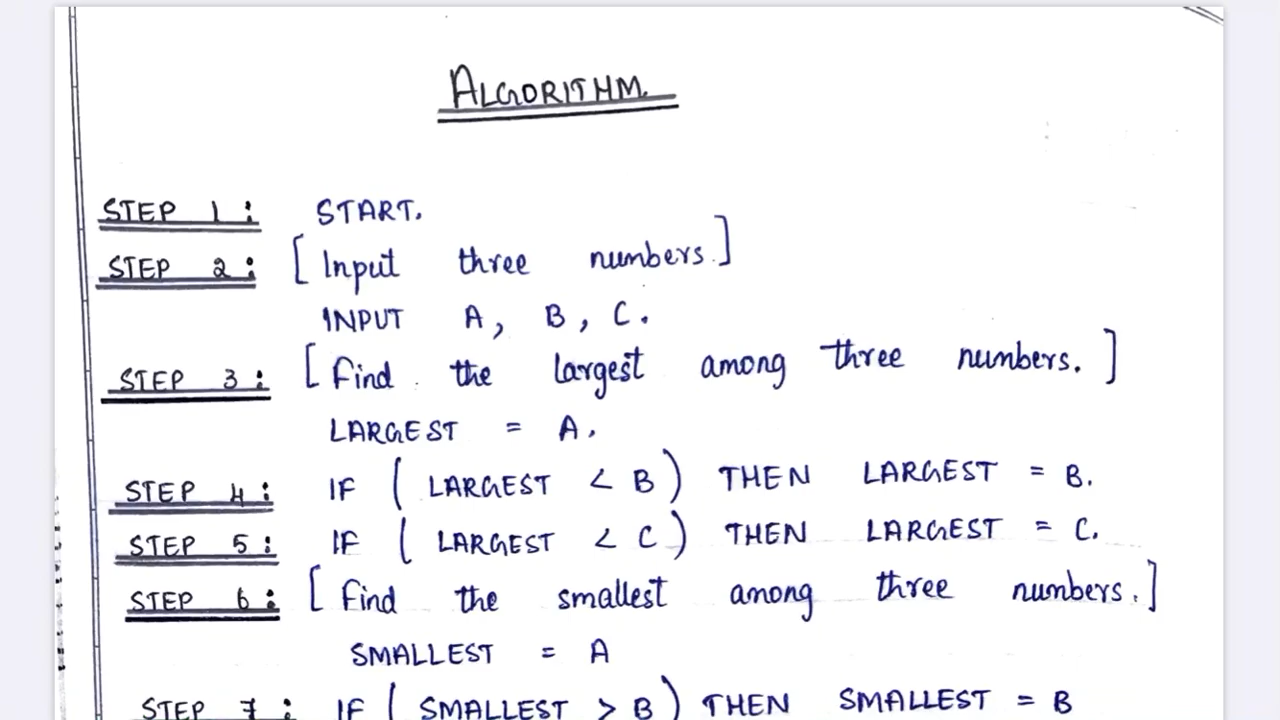 ALGORITHM.
STEP 1: START.
STEP 2: [Input three numbers.]
INPUT A, B, C.
STEP 3: [Find the largest among three numbers.]
LARGEST = A.
STEP 4: IF (LARGEST < B) THEN LARGEST = B.
STEP 5: IF (LARGEST < C) THEN LARGEST = C.
STEP 6: [Find the smallest among three numbers.]
SMALLEST = A
STEP 7: IF (SMALLEST > B) THEN SMALLEST = B